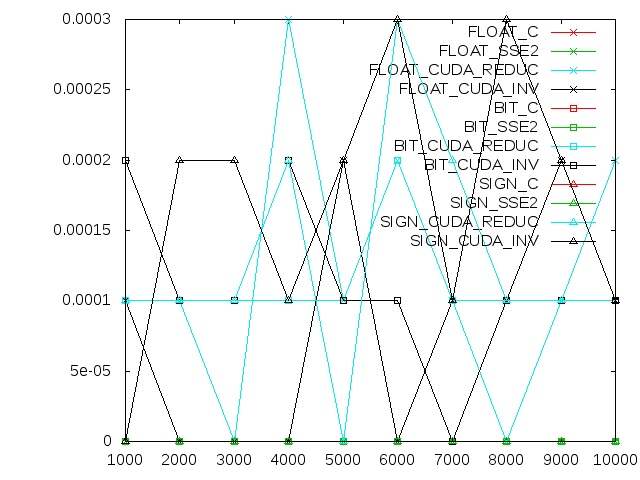 0.0003
0.00025
0.0002
0.00015
0.0001
5e-05
0
1000 2000 3000 4000 5000 6000 7000 8000 9000 10000
FLOAT_C
FLOAT_SSE2
FLOAT_CUDA_REDUC
FLOAT_CUDA_INV
BIT_C
BIT_SSE2
BIT_CUDA_REDUC
BIT_CUDA_INV
SIGN_C
SIGN_SSE2
SIGN_CUDA_REDUC
SIGN_CUDA_INV